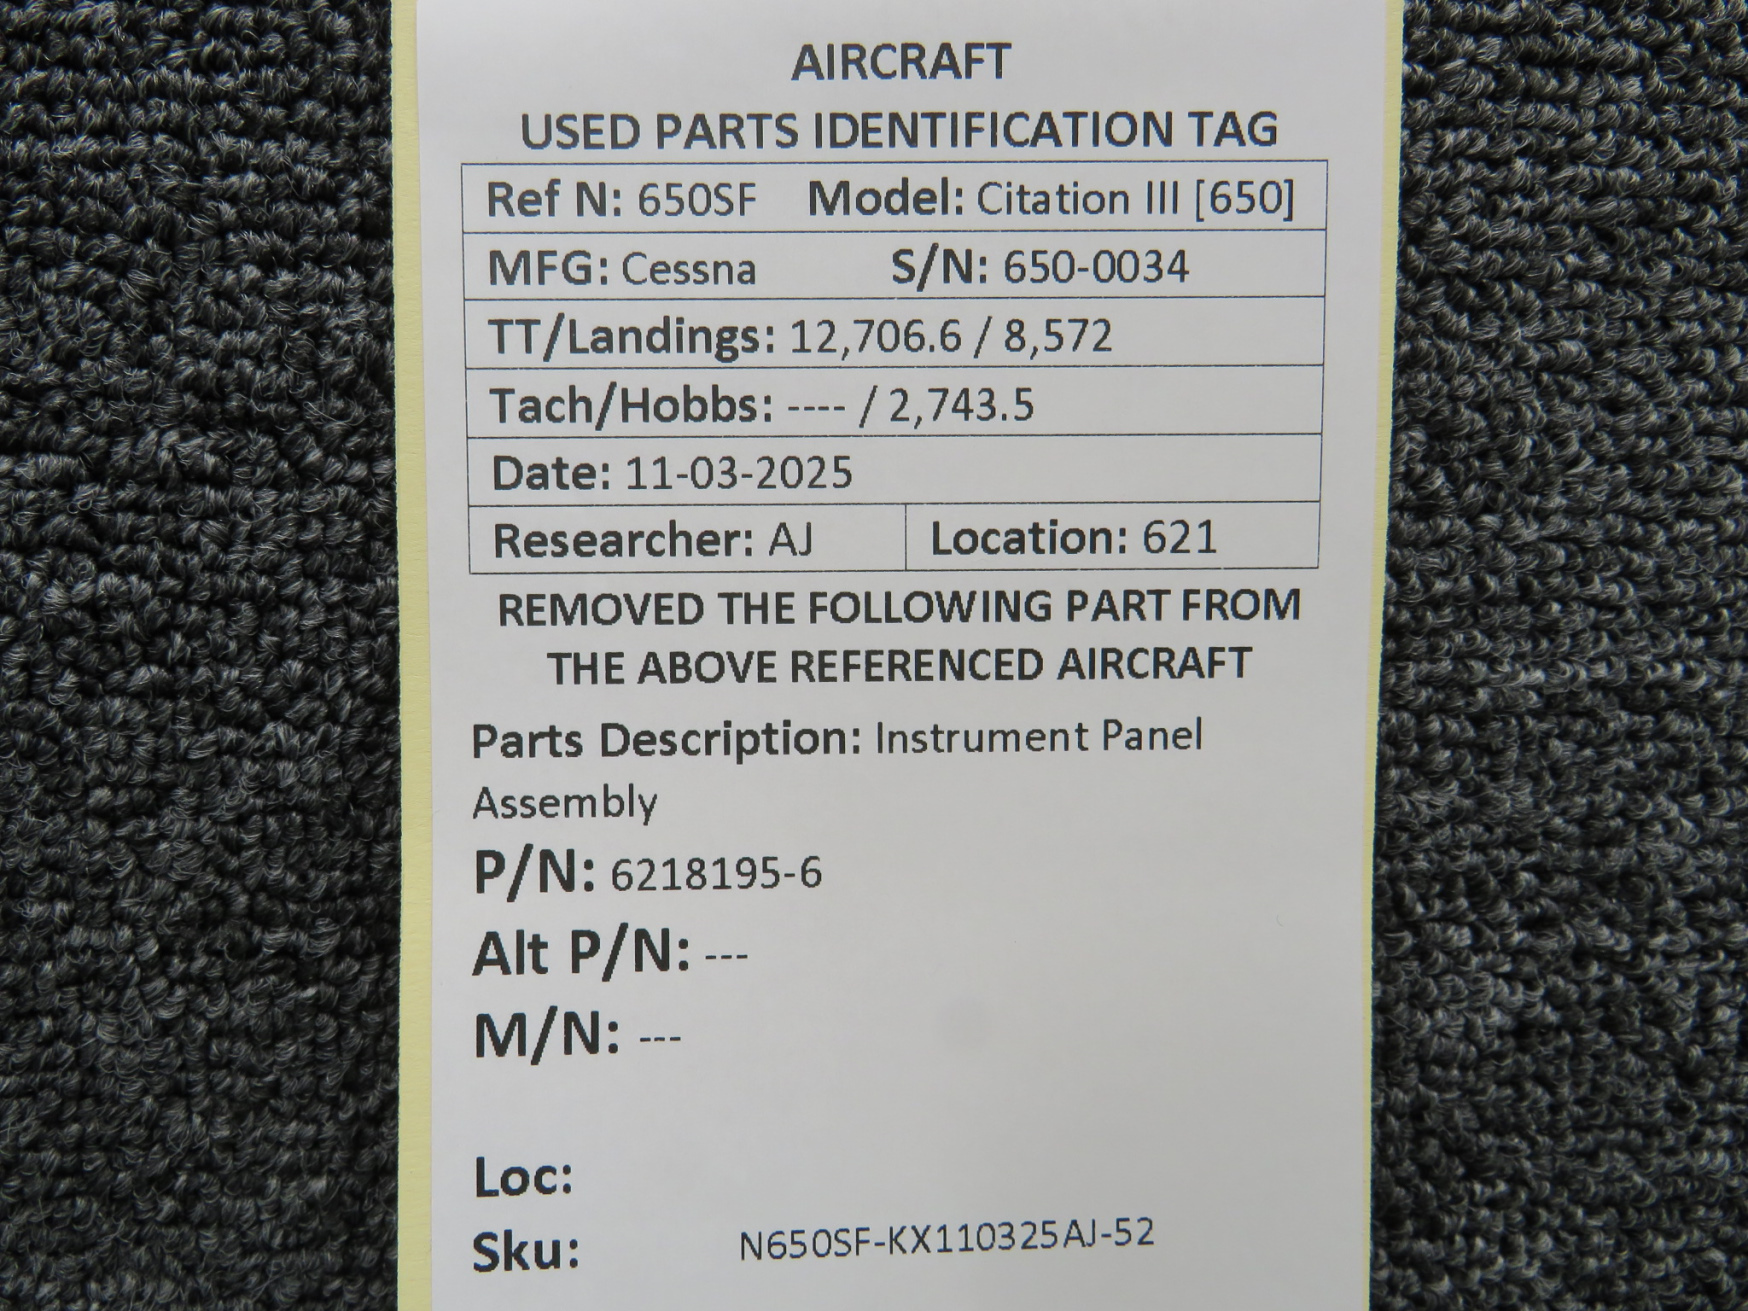 AIRCRAFT
USED PARTS IDENTIFICATION TAG
Ref N: 650SF Model: Citation III [650]
MFG: Cessna S/N: 650-0034
TT/Landings: 12,706.6 / 8,572
Tach/Hobbs: ---- / 2,743.5
Date: 11-03-2025
Researcher: AJ Location: 621
REMOVED THE FOLLOWING PART FROM
THE ABOVE REFERENCED AIRCRAFT
Parts Description: Instrument Panel
Assembly
P/N: 6218195-6
Alt P/N: ---
M/N: ---
Loc:
Sku: N650SF-KX110325AJ-52